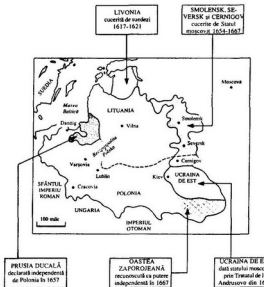 LIVONIA
cucerită de suedezi
1617-1621
SMOLENSK, SE-
VERSK și CERNIGOV
cucerite de Statul
moscovit 1654-1667
SUEDIA
Marea
Baltică
Danzig
LITUANIA
Vilna
Moscova
Smolensk
Seversk
Cernigov
Varșovia
Lublin
Kiev
UCRAINA
DE EST
SFÂNTUL
IMPERIU
ROMAN
Cracovia
POLONIA
UNGARIA
IMPERIUL
OTOMAN
100 mile
PRUSIA DUCALĂ
declarată independentă
de Polonia în 1657
OASTEA
ZAPOROJEANĂ
recunoscută ca putere
independentă în 1667
UCRAINA DE E
dată statului moscov
prin Tratatul de l
Andrusovo din 16